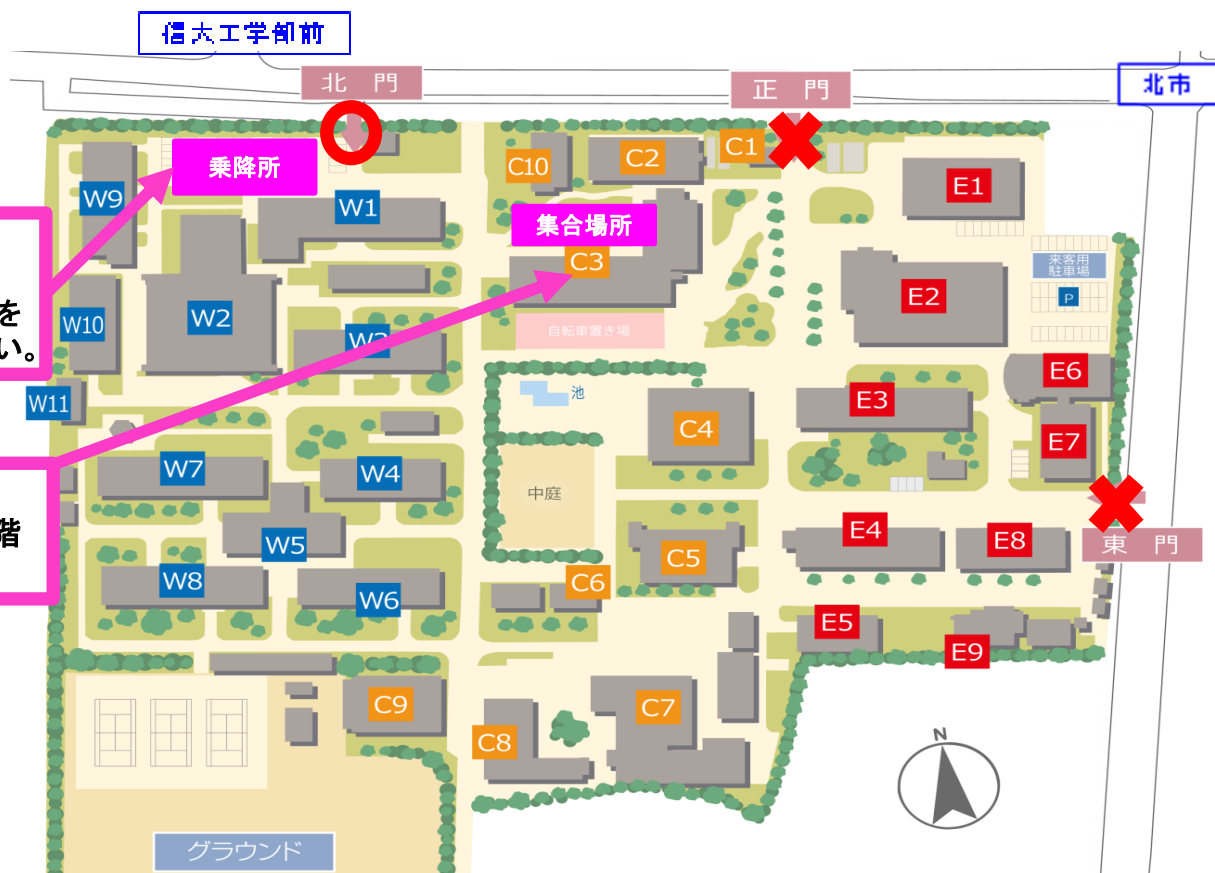 信大工学部前
北門
正門
北市
乗降所
C10
C2
C1
W9
W1
E1
集合場所
C3
来客用
駐車場
P
W10
W2
E2
を
い。
自転車置き場
W3
W11
池
E6
E3
C4
E7
W7
W4
中庭
階
W5
C5
E4
E8
東門
W8
W6
C6
E5
E9
C9
C7
C8
N
グラウンド